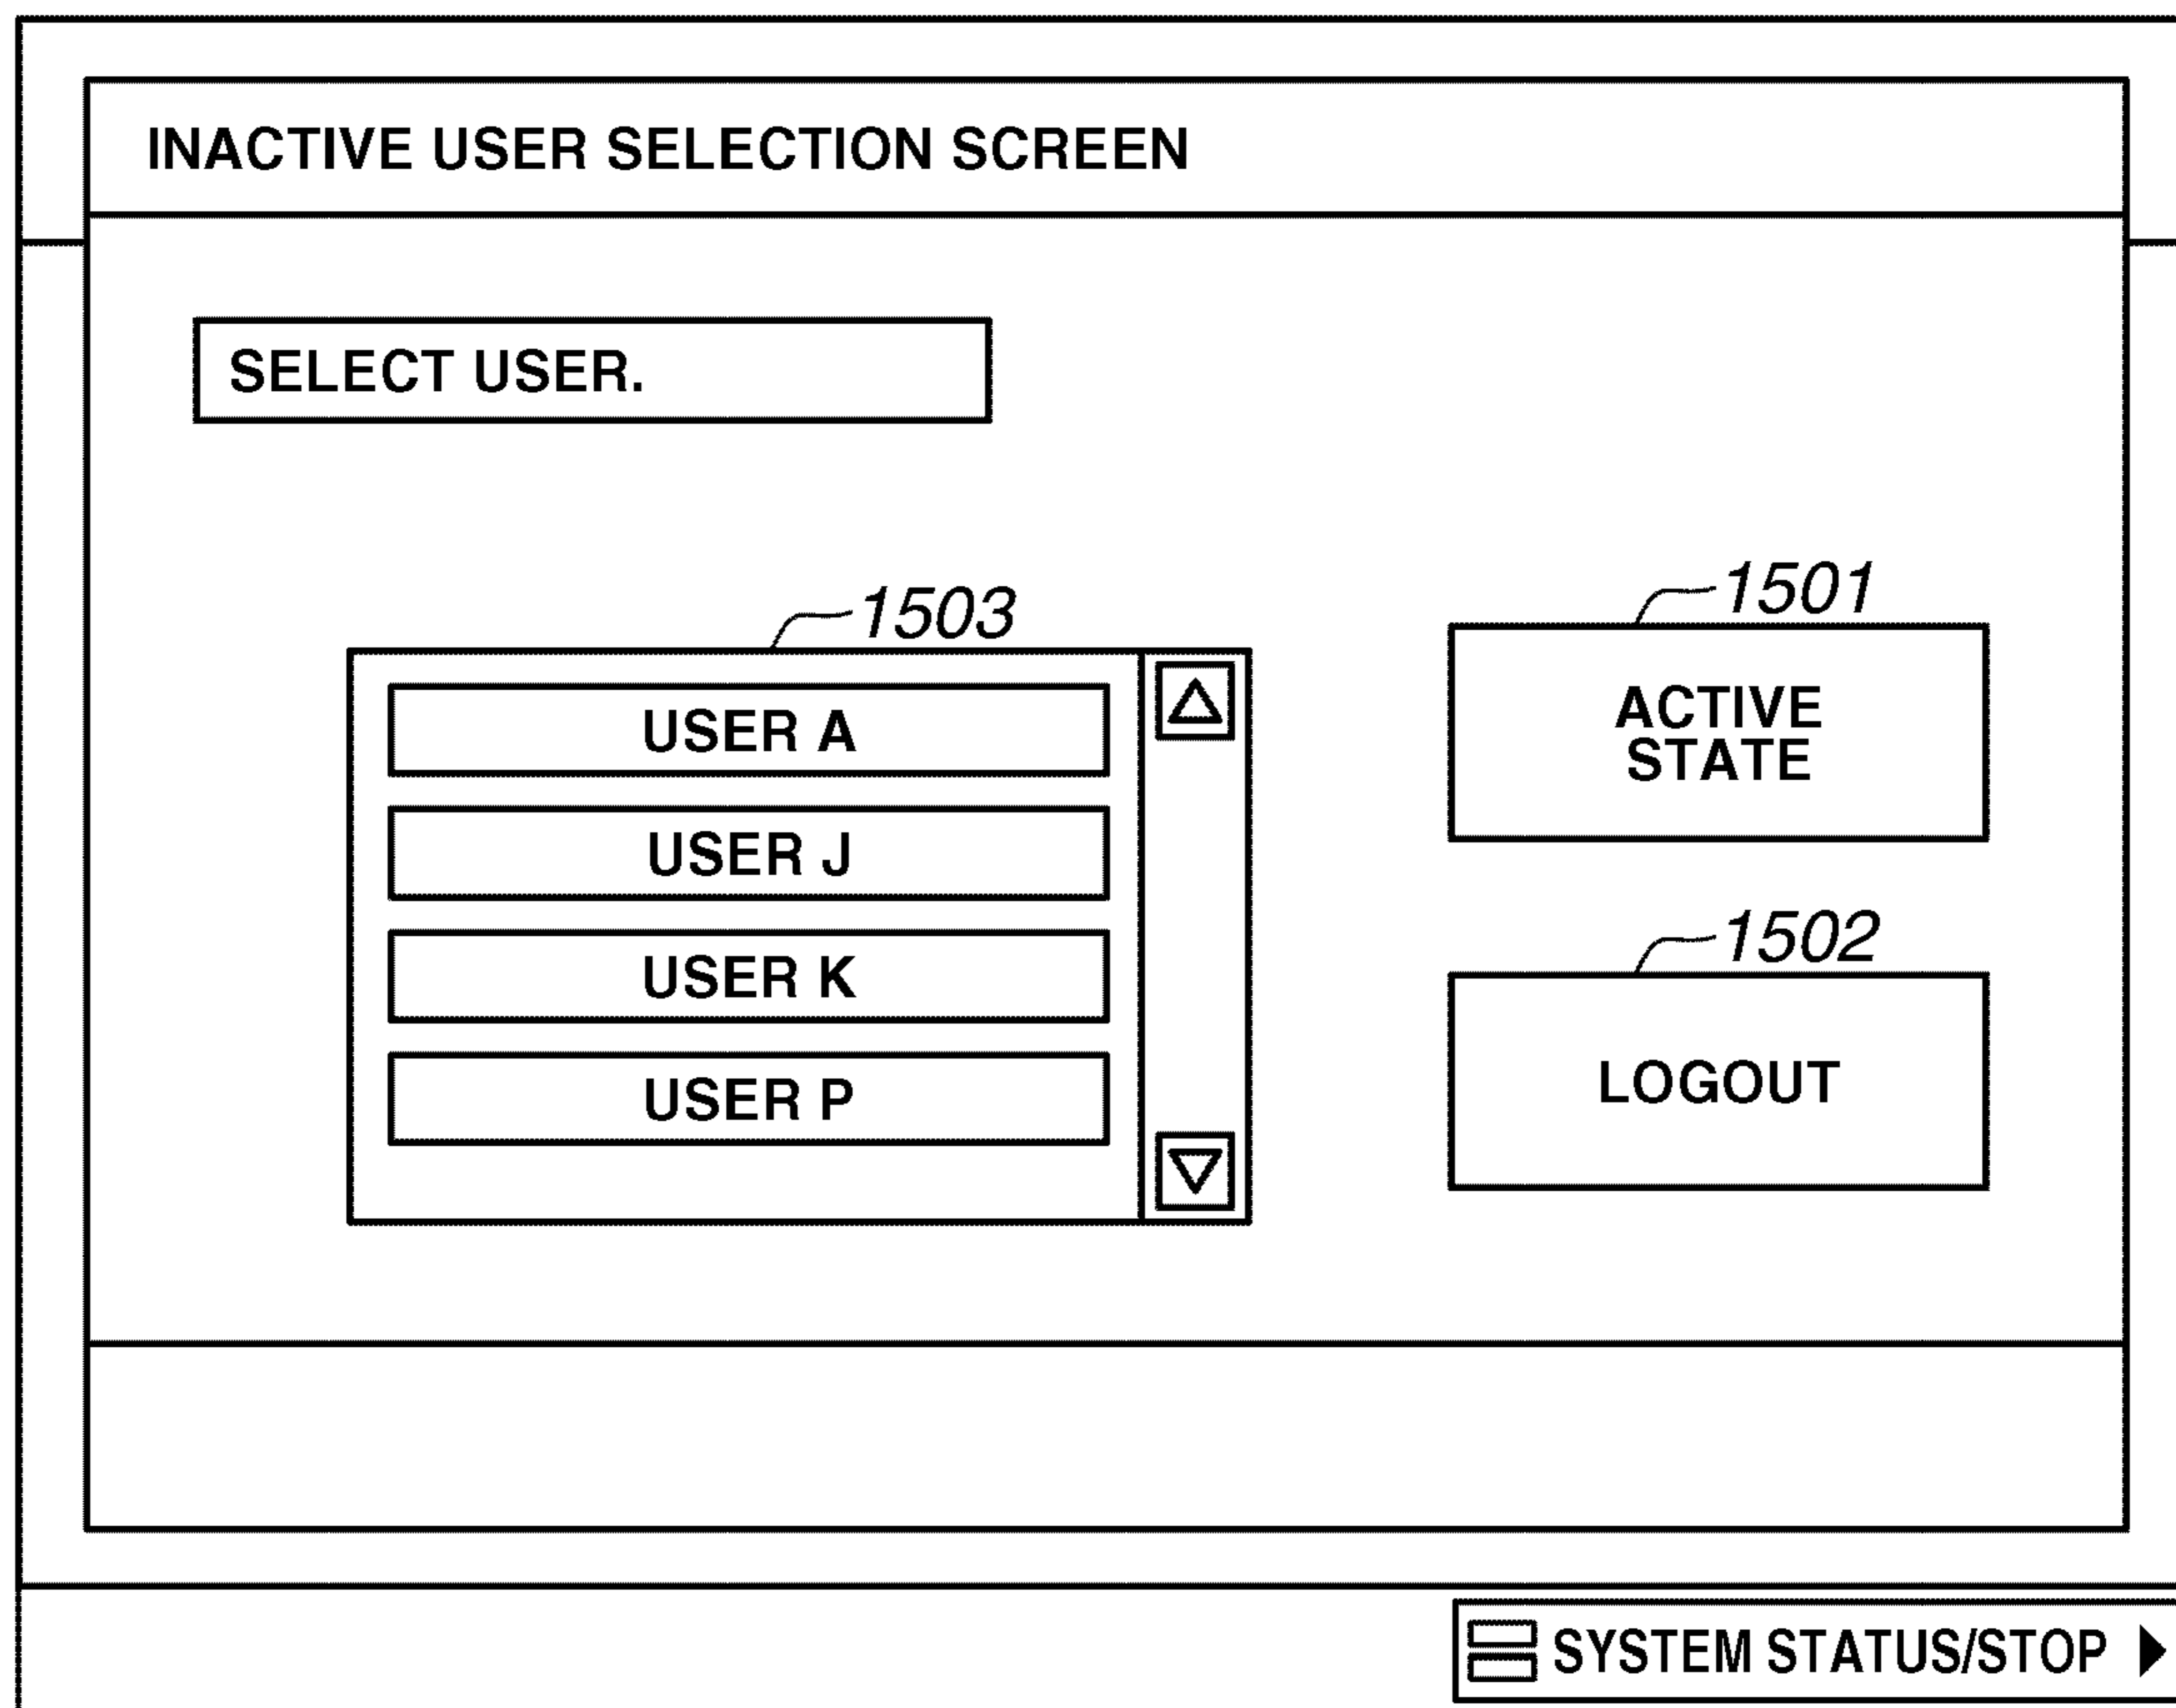 INACTIVE USER SELECTION SCREEN
SELECT USER.
1503
USER A
USER J
USER K
USER P
1501
ACTIVE
STATE
1502
LOGOUT
SYSTEM STATUS/STOP